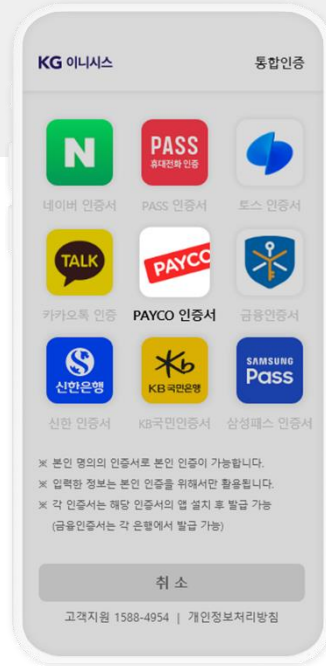 KG 이니시스
통합인증
N
PASS
휴대전화 인증
네이버 인증서
PASS 인증서
토스 인증서
TALK
PAYCO
카카오톡 인증
PAYCO 인증서
금융인증서
신한은행
KB 국민은행
SAMSUNG
Pass
신한 인증서
KB국민인증서
삼성패스 인증서
※ 본인 명의의 인증서로 본인 인증이 가능합니다.
※ 입력한 정보는 본인 인증을 위해서만 활용됩니다.
※ 각 인증서는 해당 인증서의 앱 설치 후 발급 가능
(금융인증서는 각 은행에서 발급 가능)
취 소
고객지원 1588-4954 | 개인정보처리방침